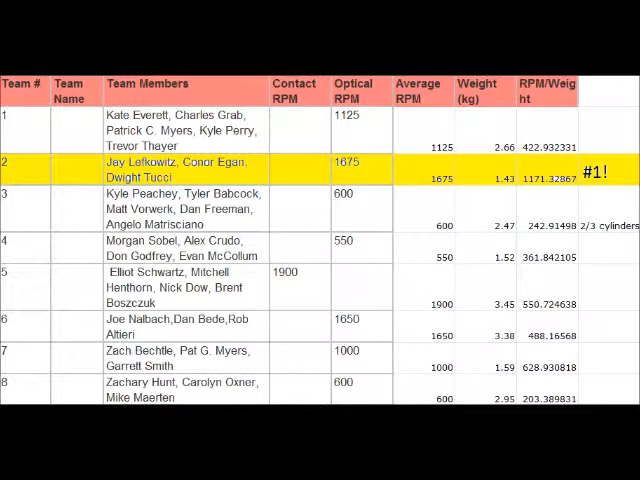 Team # Team Name Team Members Contact RPM Optical RPM Average RPM Weight (kg) RPM/Weight
1 Kate Everett, Charles Grab, 1125
Patrick C. Myers, Kyle Perry,
Trevor Thayer 1125 2.66 422.932331
2 Jay Lefkowitz, Conor Egan, 1675 #1!
Dwight Tucci 1675 1.43 1171.32867
3 Kyle Peachey, Tyler Babcock, 600
Matt Vorwerk, Dan Freeman,
Angelo Matrisciano 600 2.47 242.91498 2/3 cylinders
4 Morgan Sobel, Alex Crudo, 550
Don Godfrey, Evan McCollum 550 1.52 361.842105
5 Elliot Schwartz, Mitchell 1900
Henthorn, Nick Dow, Brent
Boszczuk 1900 3.45 550.724638
6 Joe Nalbach,Dan Bede,Rob 1650
Altieri 1650 3.38 488.16568
7 Zach Bechtle, Pat G. Myers, 1000
Garrett Smith 1000 1.59 628.930818
8 Zachary Hunt, Carolyn Oxner, 600
Mike Maerten 600 2.95 203.389831